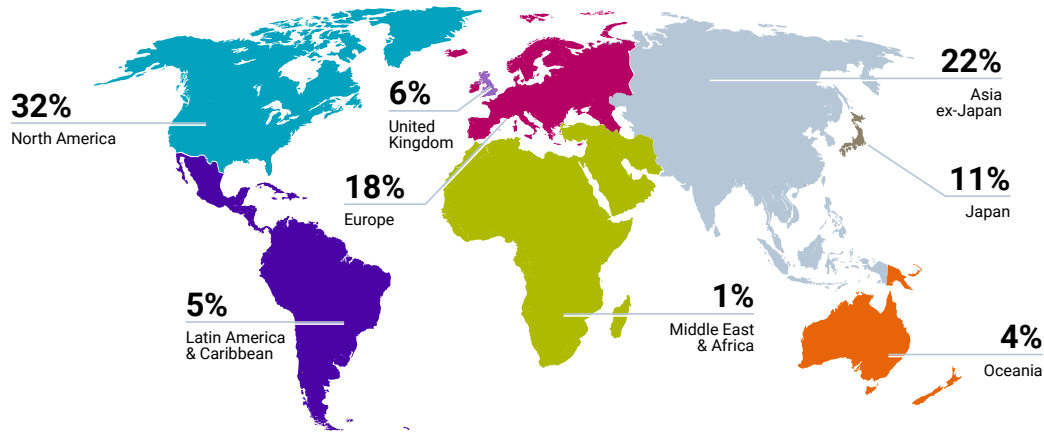 32%
North America
6%
United
Kingdom
18%
Europe
5%
Latin America
& Caribbean
22%
Asia
ex-Japan
11%
Japan
1%
Middle East
& Africa
4%
Oceania